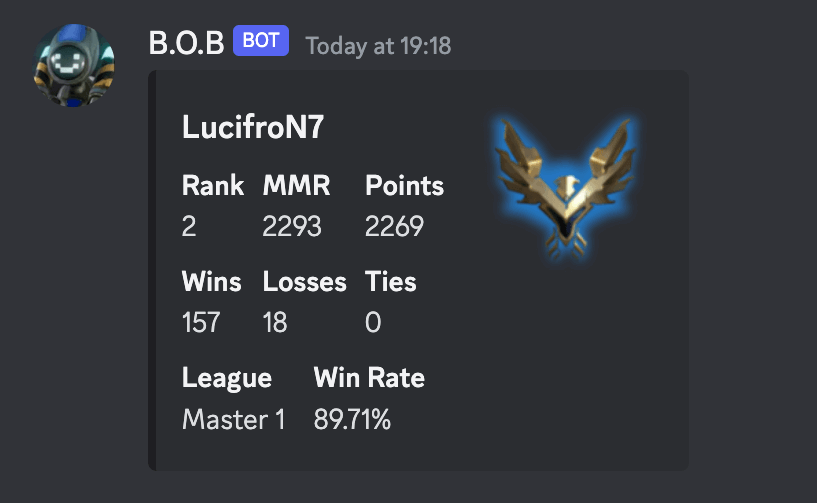 B.O.B BOT Today at 19:18
LucifroN7
Rank MMR Points
2 2293 2269
Wins Losses Ties
157 18 0
League Win Rate
Master 1 89.71%